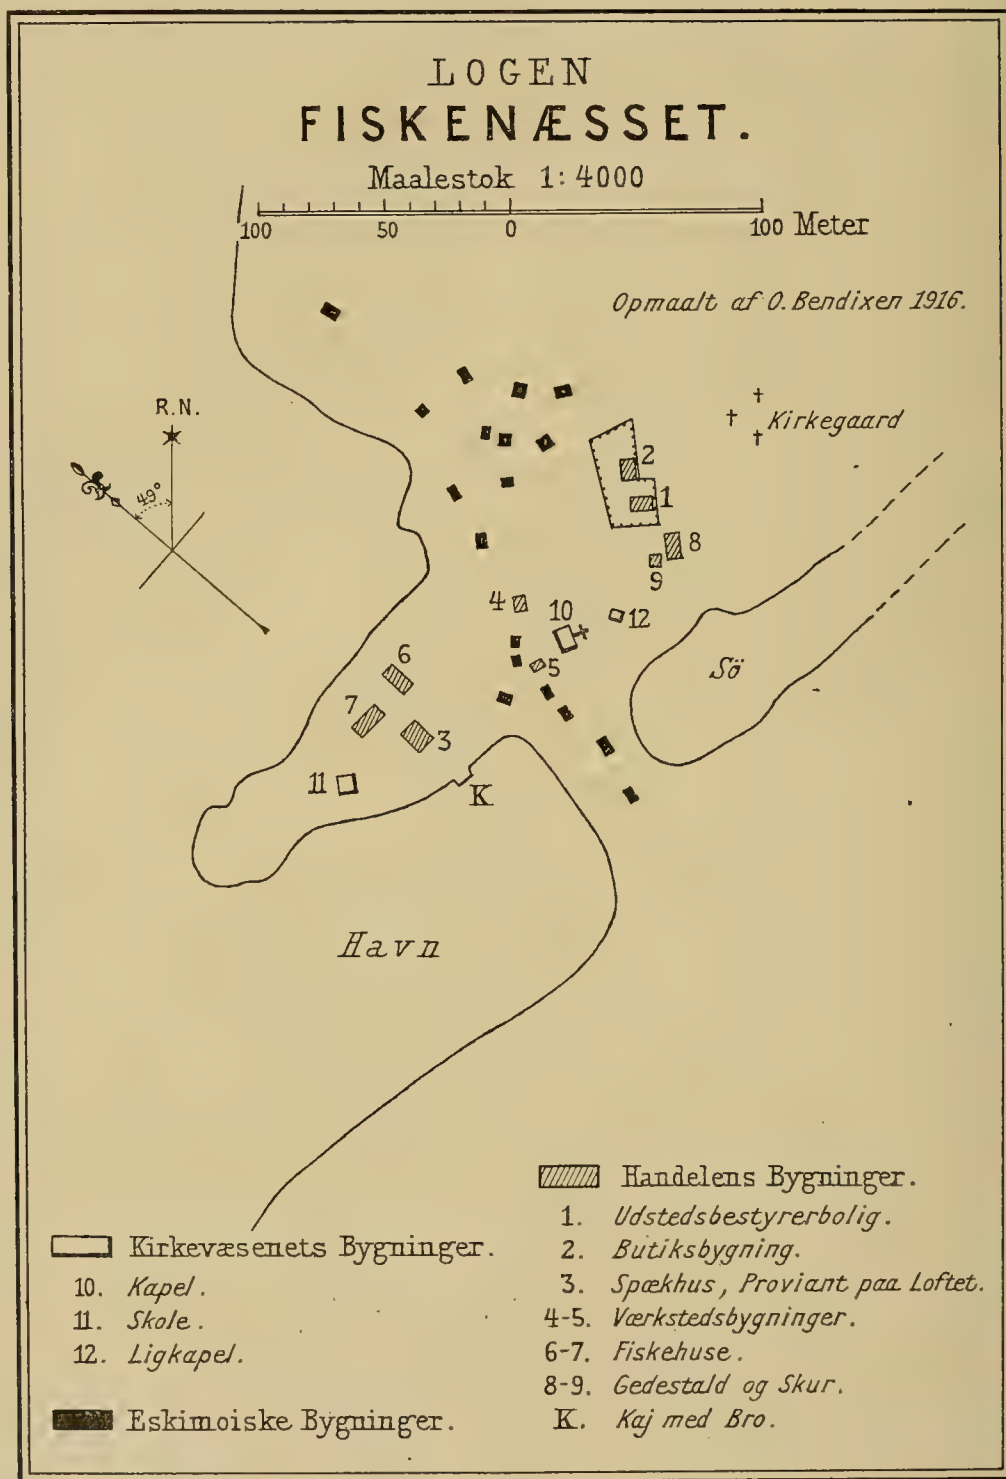 LOGEN
FISKENÆSSET.
Maalestok 1:4000
100 50 0 100 Meter
Opmaalt af O. Bendixen 1916.
R.N.
49°
Kirkegaard
2
1
8
9
4
10
12
5
6
7
3
11
K
Sö
Havn
Kirkevæsenets Bygninger.
10. Kapel.
11. Skole.
12. Ligkapel.
Eskimoiske Bygninger.
Handelens Bygninger.
1. Udstedsbestyrerbolig.
2. Butiksbygning.
3. Spækhus, Proviant paa Loftet.
4-5. Værkstedsbygninger.
6-7. Fiskehuse.
8-9. Gedestald og Skur.
K. Kaj med Bro.